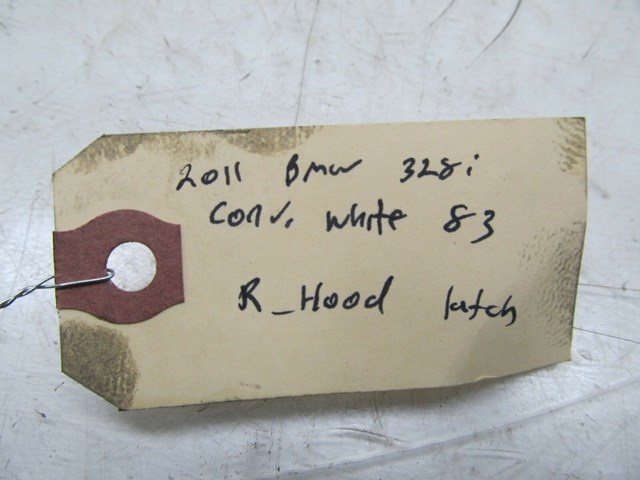 2011 Bmw 328i
Conv. white 83
R_Hood latch